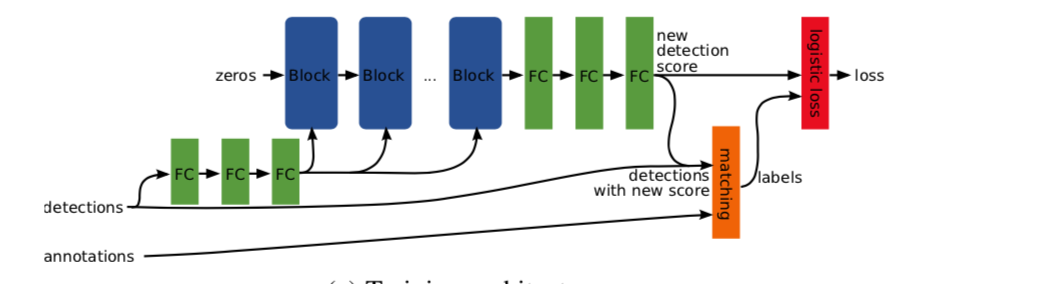 new
detection
score
zeros
Block
Block
...
Block
FC
FC
FC
logistic loss
loss
FC
FC
FC
matching
detections
with new score
labels
detections
annotations